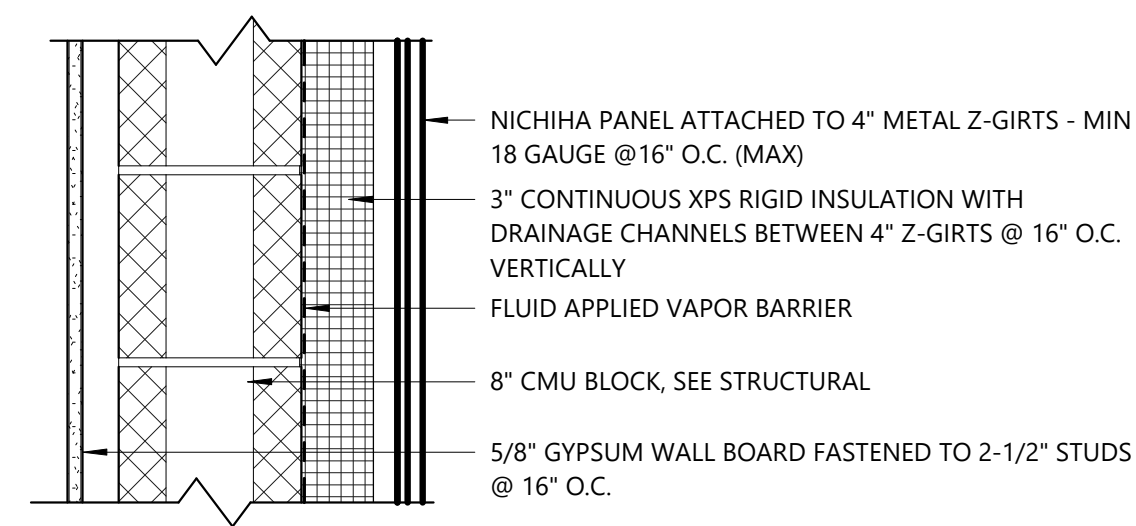 NICHIHA PANEL ATTACHED TO 4" METAL Z-GIRTS - MIN
18 GAUGE @16" O.C. (MAX)
3" CONTINUOUS XPS RIGID INSULATION WITH
DRAINAGE CHANNELS BETWEEN 4" Z-GIRTS @ 16" O.C.
VERTICALLY
FLUID APPLIED VAPOR BARRIER
8" CMU BLOCK, SEE STRUCTURAL
5/8" GYPSUM WALL BOARD FASTENED TO 2-1/2" STUDS
@ 16" O.C.